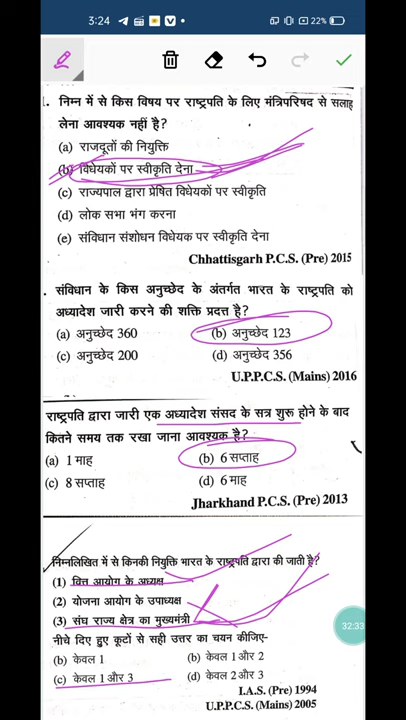 3:24
22%
1. निम्न में से किस विषय पर राष्ट्रपति के लिए मंत्रिपरिषद से सलाह
लेना आवश्यक नहीं है?
(a) राजदूतों की नियुक्ति
(b) विधेयकों पर स्वीकृति देना
(c) राज्यपाल द्वारा प्रेषित विधेयकों पर स्वीकृति
(d) लोक सभा भंग करना
(e) संविधान संशोधन विधेयक पर स्वीकृति देना
Chhattisgarh P.C.S. (Pre) 2015
. संविधान के किस अनुच्छेद के अंतर्गत भारत के राष्ट्रपति को
अध्यादेश जारी करने की शक्ति प्रदत्त है?
(a) अनुच्छेद 360 (b) अनुच्छेद 123
(c) अनुच्छेद 200 (d) अनुच्छेद 356
U.P.P.C.S. (Mains) 2016
राष्ट्रपति द्वारा जारी एक अध्यादेश संसद के सत्र शुरू होने के बाद
कितने समय तक रखा जाना आवश्यक है?
(a) 1 माह (b) 6 सप्ताह
(c) 8 सप्ताह (d) 6 माह
Jharkhand P.C.S. (Pre) 2013
निम्नलिखित में से किनकी नियुक्ति भारत के राष्ट्रपति द्वारा की जाती है?
(1) वित्त आयोग के अध्यक्ष
(2) योजना आयोग के उपाध्यक्ष
(3) संघ राज्य क्षेत्र का मुख्यमंत्री
32:33
नीचे दिए हुए कूटों से सही उत्तर का चयन कीजिए-
(b) केवल 1 (b) केवल 1 और 2
(c) केवल 1 और 3 (d) केवल 2 और 3
I.A.S. (Pre) 1994
U.P.P.C.S. (Mains) 2005